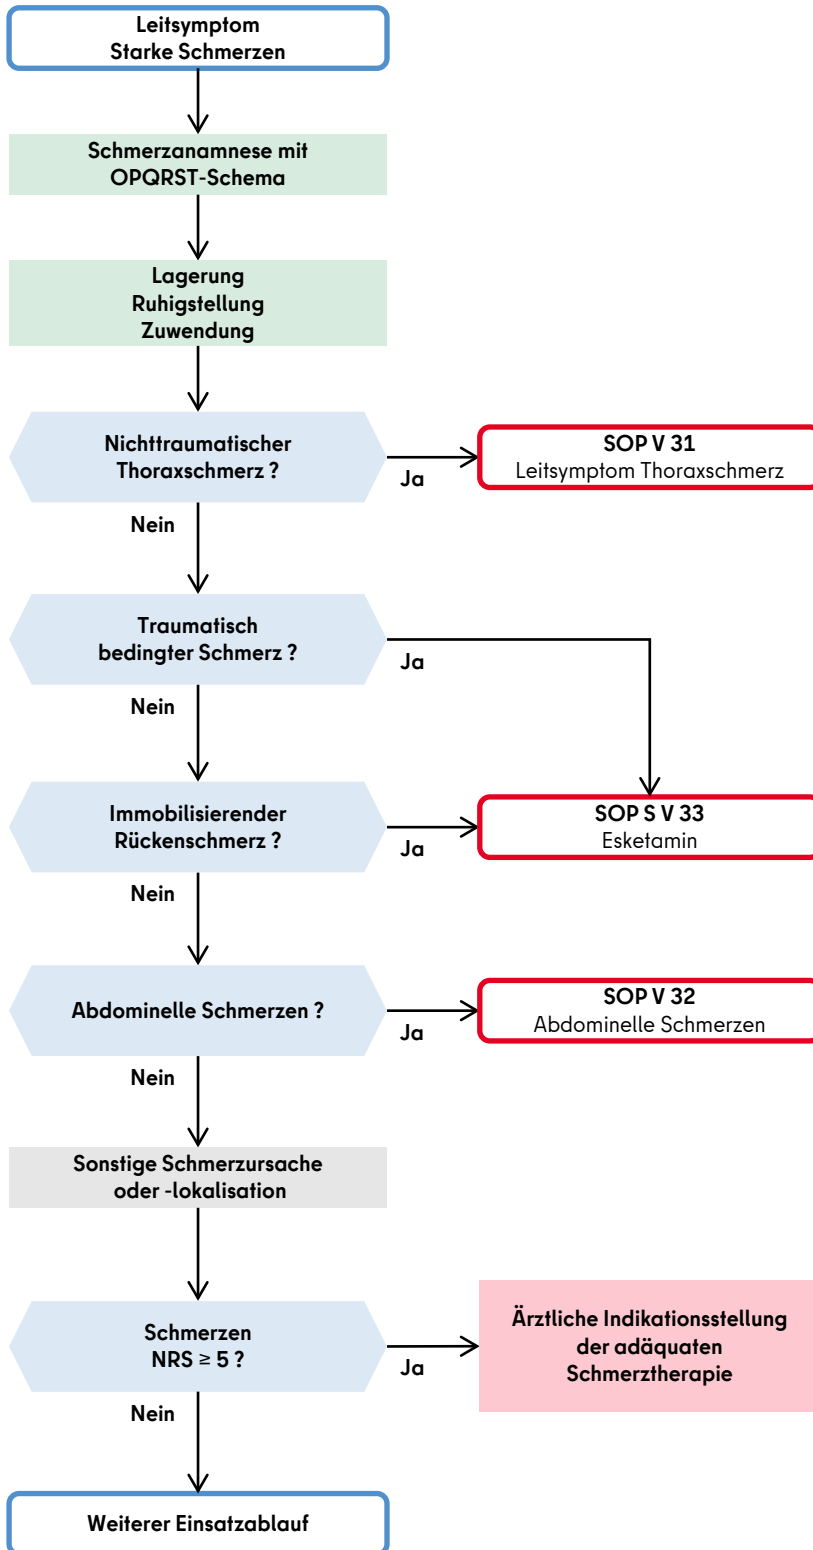 Leitsymptom
Starke Schmerzen
Schmerzanamnese mit
OPQRST-Schema
Lagerung
Ruhigstellung
Zuwendung
Nichttraumatischer
Thoraxschmerz ?
Ja
SOP V 31
Leitsymptom Thoraxschmerz
Nein
Traumatisch
bedingter Schmerz ?
Ja
Nein
Immobilisierender
Rückenschmerz ?
Ja
SOP S V 33
Esketamin
Nein
Abdominelle Schmerzen ?
Ja
SOP V 32
Abdominelle Schmerzen
Nein
Sonstige Schmerzursache
oder -lokalisation
Schmerzen
NRS ≥ 5 ?
Ja
Ärztliche Indikationsstellung
der adäquaten
Schmerztherapie
Nein
Weiterer Einsatzablauf